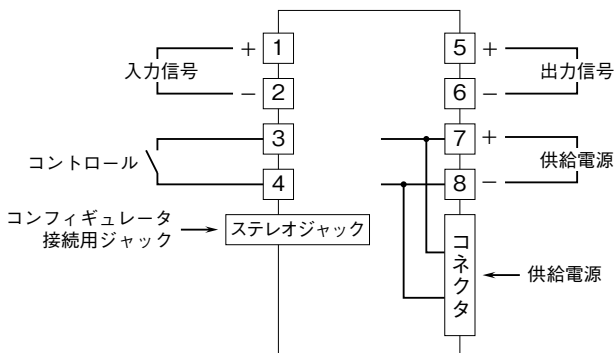 入力信号
+ 1
− 2
コントロール
3
4
コンフィギュレータ
接続用ジャック
ステレオジャック
5 +
6 −
出力信号
7 +
8 −
供給電源
コネクタ
供給電源